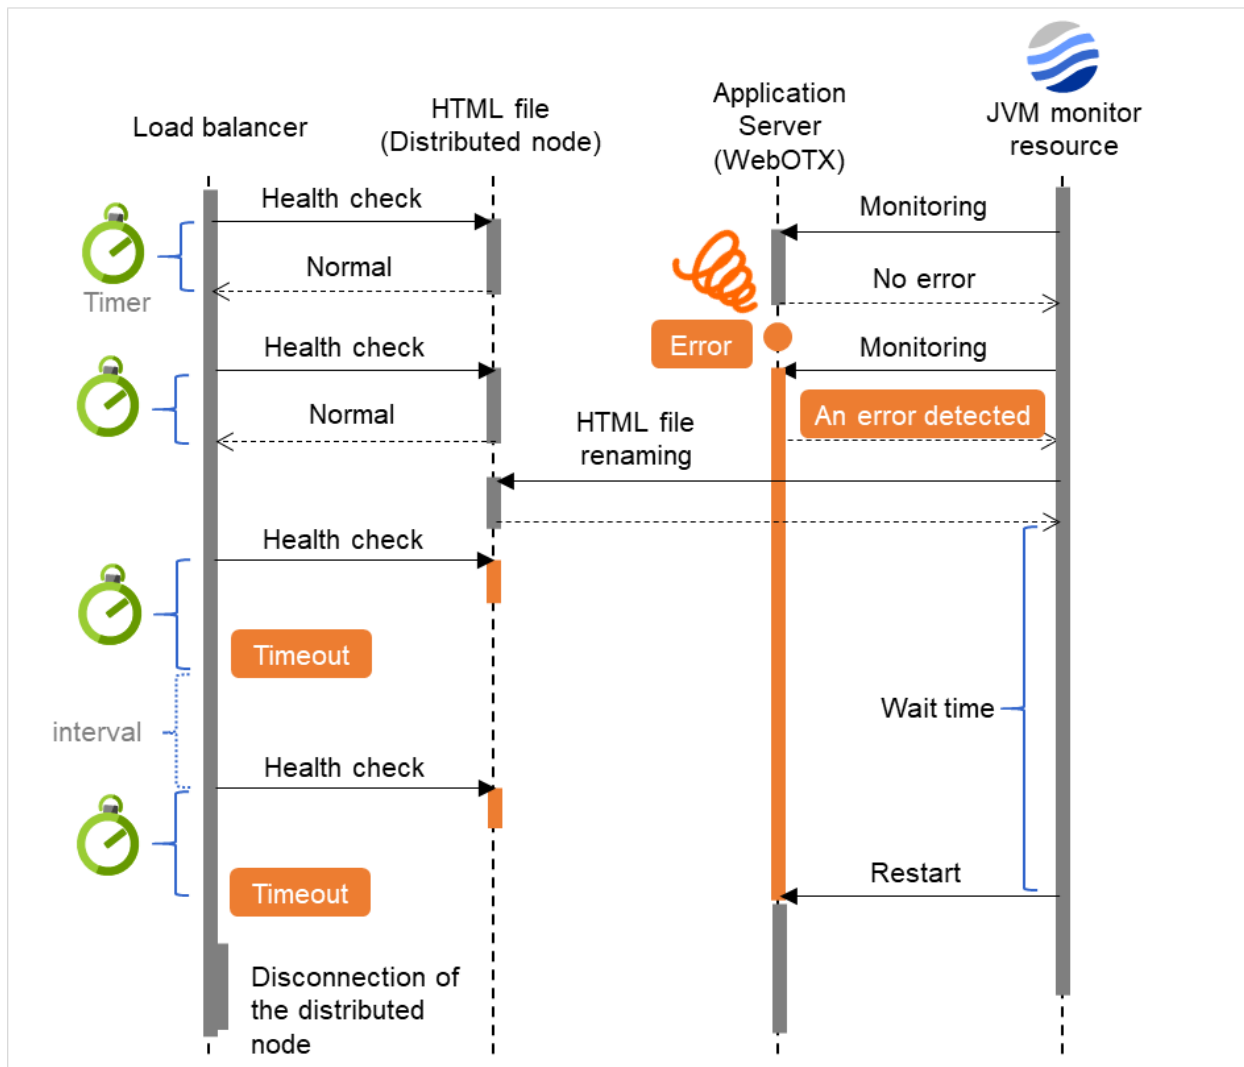 Load balancer
HTML file
(Distributed node)
Application
Server
(WebOTX)
JVM monitor
resource
Health check
Monitoring
Normal
No error
Timer
Error
Health check
Monitoring
Normal
An error detected
HTML file
renaming
Health check
Timeout
Wait time
interval
Health check
Restart
Timeout
Disconnection of
the distributed
node